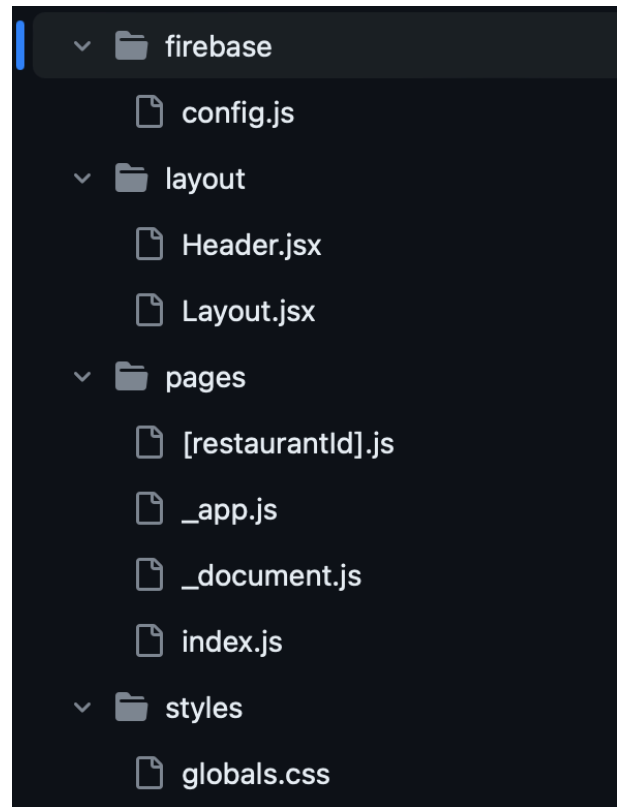 firebase
config.js
layout
Header.jsx
Layout.jsx
pages
[restaurantId].js
_app.js
_document.js
index.js
styles
globals.css